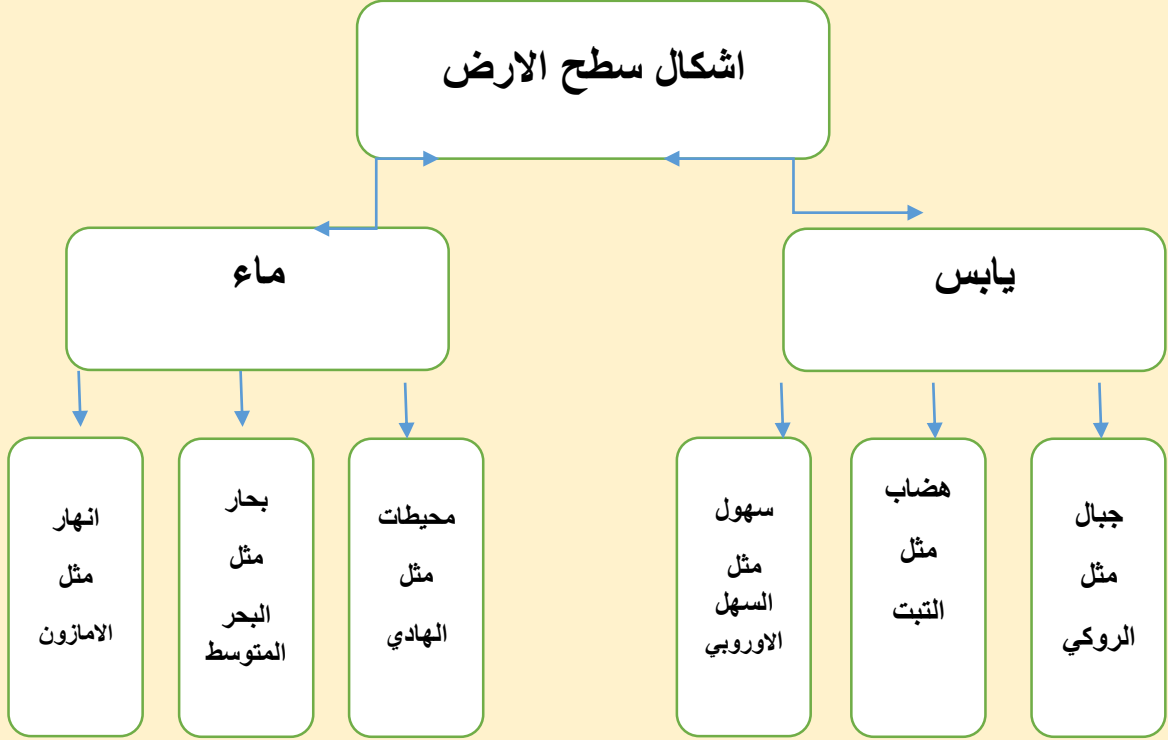 اشكال سطح الارض
يابس
ماء
جبال
مثل
الروكي
هضاب
مثل
التبت
سهول
مثل
السهل
الاوروبي
محيطات
مثل
الهادي
بحار
مثل
البحر
المتوسط
انهار
مثل
الامازون